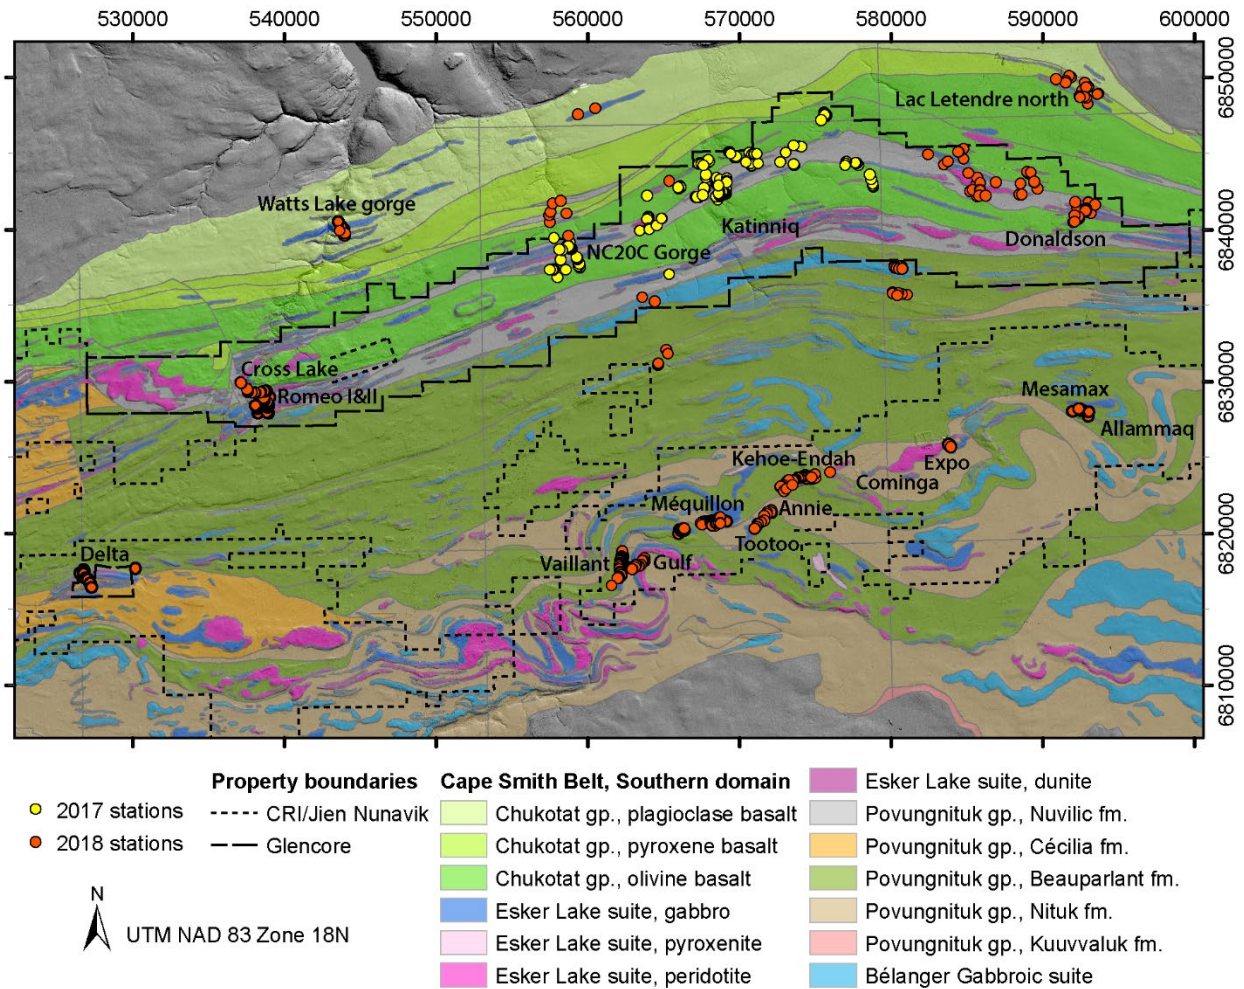 530000 540000 550000 560000 570000 580000 590000 600000
6850000
Lac Letendre north
Watts Lake gorge
6840000
Katinniq
Donaldson
NC20C Gorge
Cross Lake
Romeo I&II
6830000
Mesamax
Allammaq
Kehoe-Endah
Expo
Cominga
Méquillon
Annie
Tootoo
6820000
Delta
Vaillant
Gulf
6810000
Property boundaries
2017 stations
2018 stations
CRI/Jien Nunavik
Glencore
N
UTM NAD 83 Zone 18N
Cape Smith Belt, Southern domain
Chukotat gp., plagioclase basalt
Chukotat gp., pyroxene basalt
Chukotat gp., olivine basalt
Esker Lake suite, gabbro
Esker Lake suite, pyroxenite
Esker Lake suite, peridotite
Esker Lake suite, dunite
Povungnituk gp., Nuvilic fm.
Povungnituk gp., Cécilia fm.
Povungnituk gp., Beauparlant fm.
Povungnituk gp., Nituk fm.
Povungnituk gp., Kuuvvaluk fm.
Bélanger Gabbroic suite